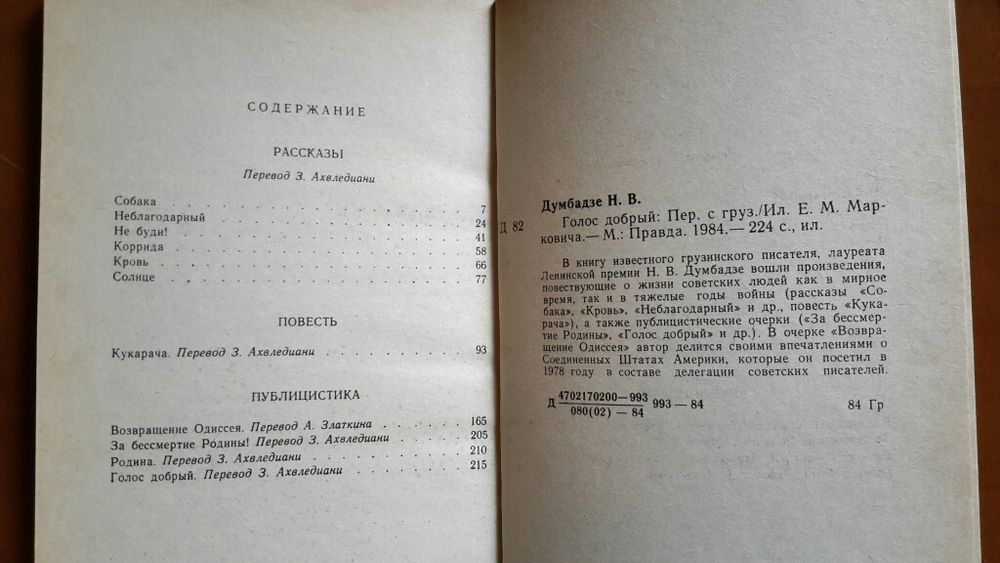 СОДЕРЖАНИЕ
РАССКАЗЫ
Перевод З. Ахвледиани
Собака . . . . . . . . . . . . . . . . 7
Неблагодарный . . . . . . . . . . . . . 24
Не буди! . . . . . . . . . . . . . . . 41
Коррида . . . . . . . . . . . . . . . 58
Кровь . . . . . . . . . . . . . . . . 66
Солнце . . . . . . . . . . . . . . . . 77
ПОВЕСТЬ
Кукарача. Перевод З. Ахвледиани . . . . . . . 93
ПУБЛИЦИСТИКА
Возвращение Одиссея. Перевод А. Златкина . . . . 165
За бессмертие Родины! Перевод З. Ахвледиани . . . . 205
Родина. Перевод З. Ахвледиани . . . . . . . . 210
Голос добрый. Перевод З. Ахвледиани . . . . . . 215
Думбадзе Н. В.
Д 82 Голос добрый: Пер. с груз./Ил. Е. М. Мар-
ковича.— М.: Правда. 1984.— 224 с., ил.
В книгу известного грузинского писателя, лауреата
Ленинской премии Н. В. Думбадзе вошли произведения,
повествующие о жизни советских людей как в мирное
время, так и в тяжелые годы войны (рассказы «Со-
бака», «Кровь», «Неблагодарный» и др., повесть «Кука-
рача»), а также публицистические очерки («За бессмер-
тие Родины», «Голос добрый» и др.). В очерке «Возвра-
щение Одиссея» автор делится своими впечатлениями о
Соединенных Штатах Америки, которые он посетил в
1978 году в составе делегации советских писателей.
Д 4702170200—993
080(02)—84 993—84 84 Гр